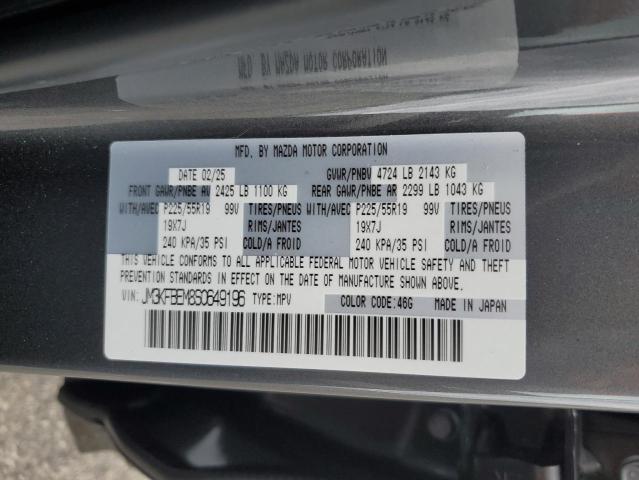 MFD. BY MAZDA MOTOR CORPORATION
MFD. BY MAZDA MOTOR CORPORATION
DATE 02/25 GVWR/PNBV 4724 LB 2143 KG
FRONT GAWR/PNBE AV 2425 LB 1100 KG REAR GAWR/PNBE AR 2299 LB 1043 KG
WITH/AVEC P225/55R19 99V TIRES/PNEUS WITH/AVEC P225/55R19 99V TIRES/PNEUS
19X7J RIMS/JANTES 19X7J RIMS/JANTES
240 KPA/35 PSI COLD/A FROID 240 KPA/35 PSI COLD/A FROID
THIS VEHICLE CONFORMS TO ALL APPLICABLE FEDERAL MOTOR VEHICLE SAFETY AND THEFT
PREVENTION STANDARDS IN EFFECT ON THE DATE OF MANUFACTURE SHOWN ABOVE.
VIN: JM3KFBEM8S0649196 TYPE:MPV COLOR CODE:46G MADE IN JAPAN